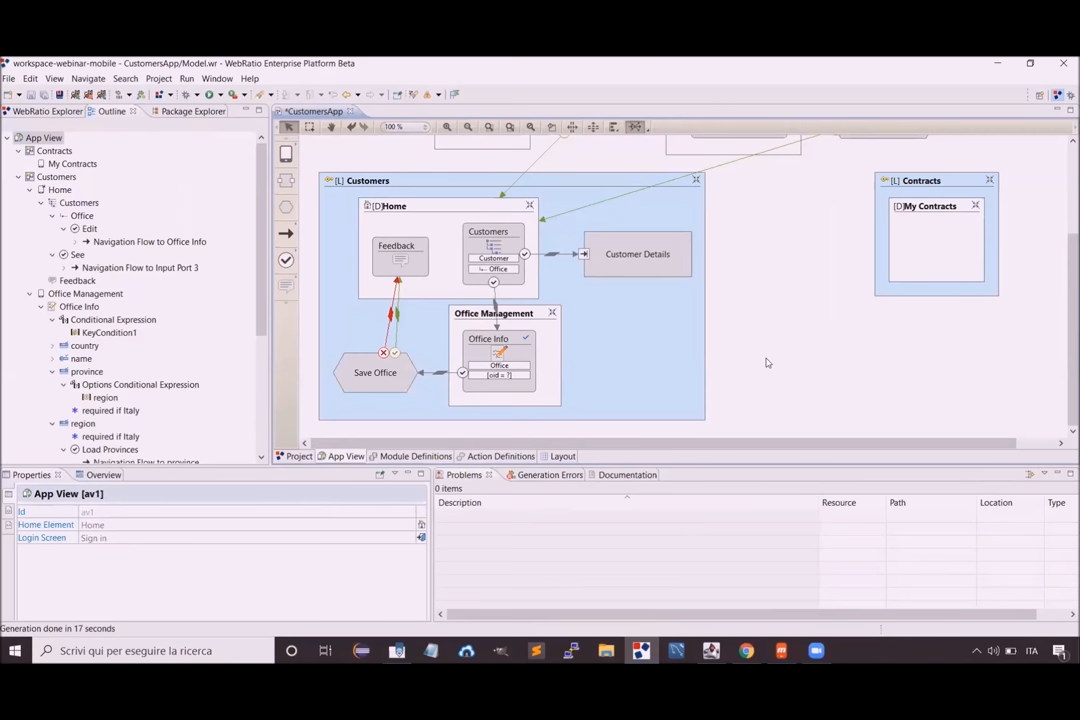 workspace-webinar-mobile - CustomersApp/Model.wr - WebRatio Enterprise Platform Beta
File Edit View Navigate Search Project Run Window Help
WebRatio Explorer Outline Package Explorer
*CustomersApp
100 %
App View
Contracts
My Contracts
Customers
Home
Customers
Office
Edit
Navigation Flow to Office Info
See
Navigation Flow to Input Port 3
Feedback
Office Management
Office Info
Conditional Expression
KeyCondition1
country
name
province
Options Conditional Expression
region
required if Italy
region
required if Italy
Load Provinces
Navigation Flow to province
[L] Customers
[D]Home
Feedback
Customers
Customer
Office
Customer Details
Office Management
Office Info
Office
[oid = ?]
Save Office
[L] Contracts
[D]My Contracts
Project App View Module Definitions Action Definitions Layout
Properties Overview
App View [av1]
Id av1
Home Element Home
Login Screen Sign in
Problems Generation Errors Documentation
0 items
Description Resource Path Location Type
Generation done in 17 seconds
Scrivi qui per eseguire la ricerca
ITA
1